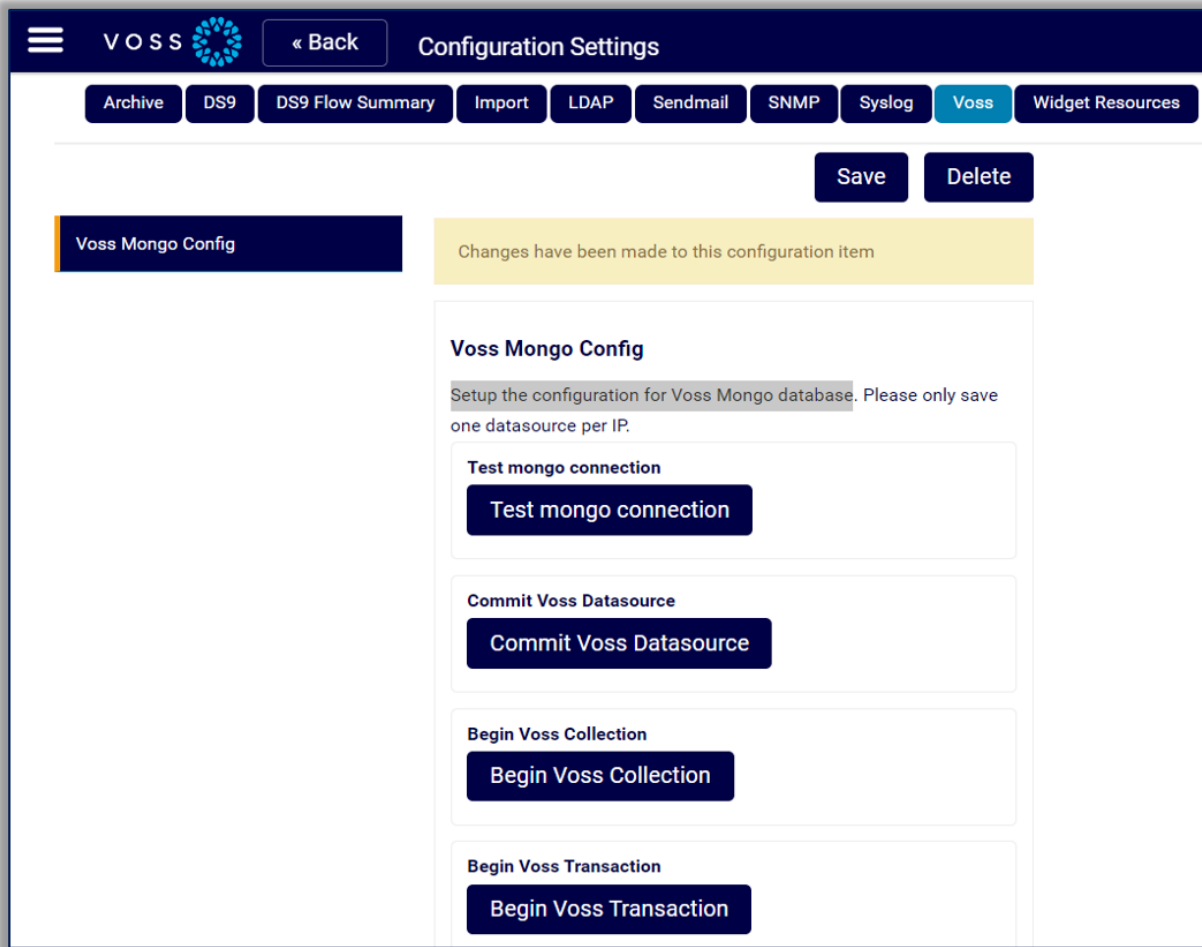 VOSS
« Back
Configuration Settings
Archive
DS9
DS9 Flow Summary
Import
LDAP
Sendmail
SNMP
Syslog
Voss
Widget Resources
Save
Delete
Voss Mongo Config
Changes have been made to this configuration item
Voss Mongo Config
Setup the configuration for Voss Mongo database. Please only save
one datasource per IP.
Test mongo connection
Test mongo connection
Commit Voss Datasource
Commit Voss Datasource
Begin Voss Collection
Begin Voss Collection
Begin Voss Transaction
Begin Voss Transaction